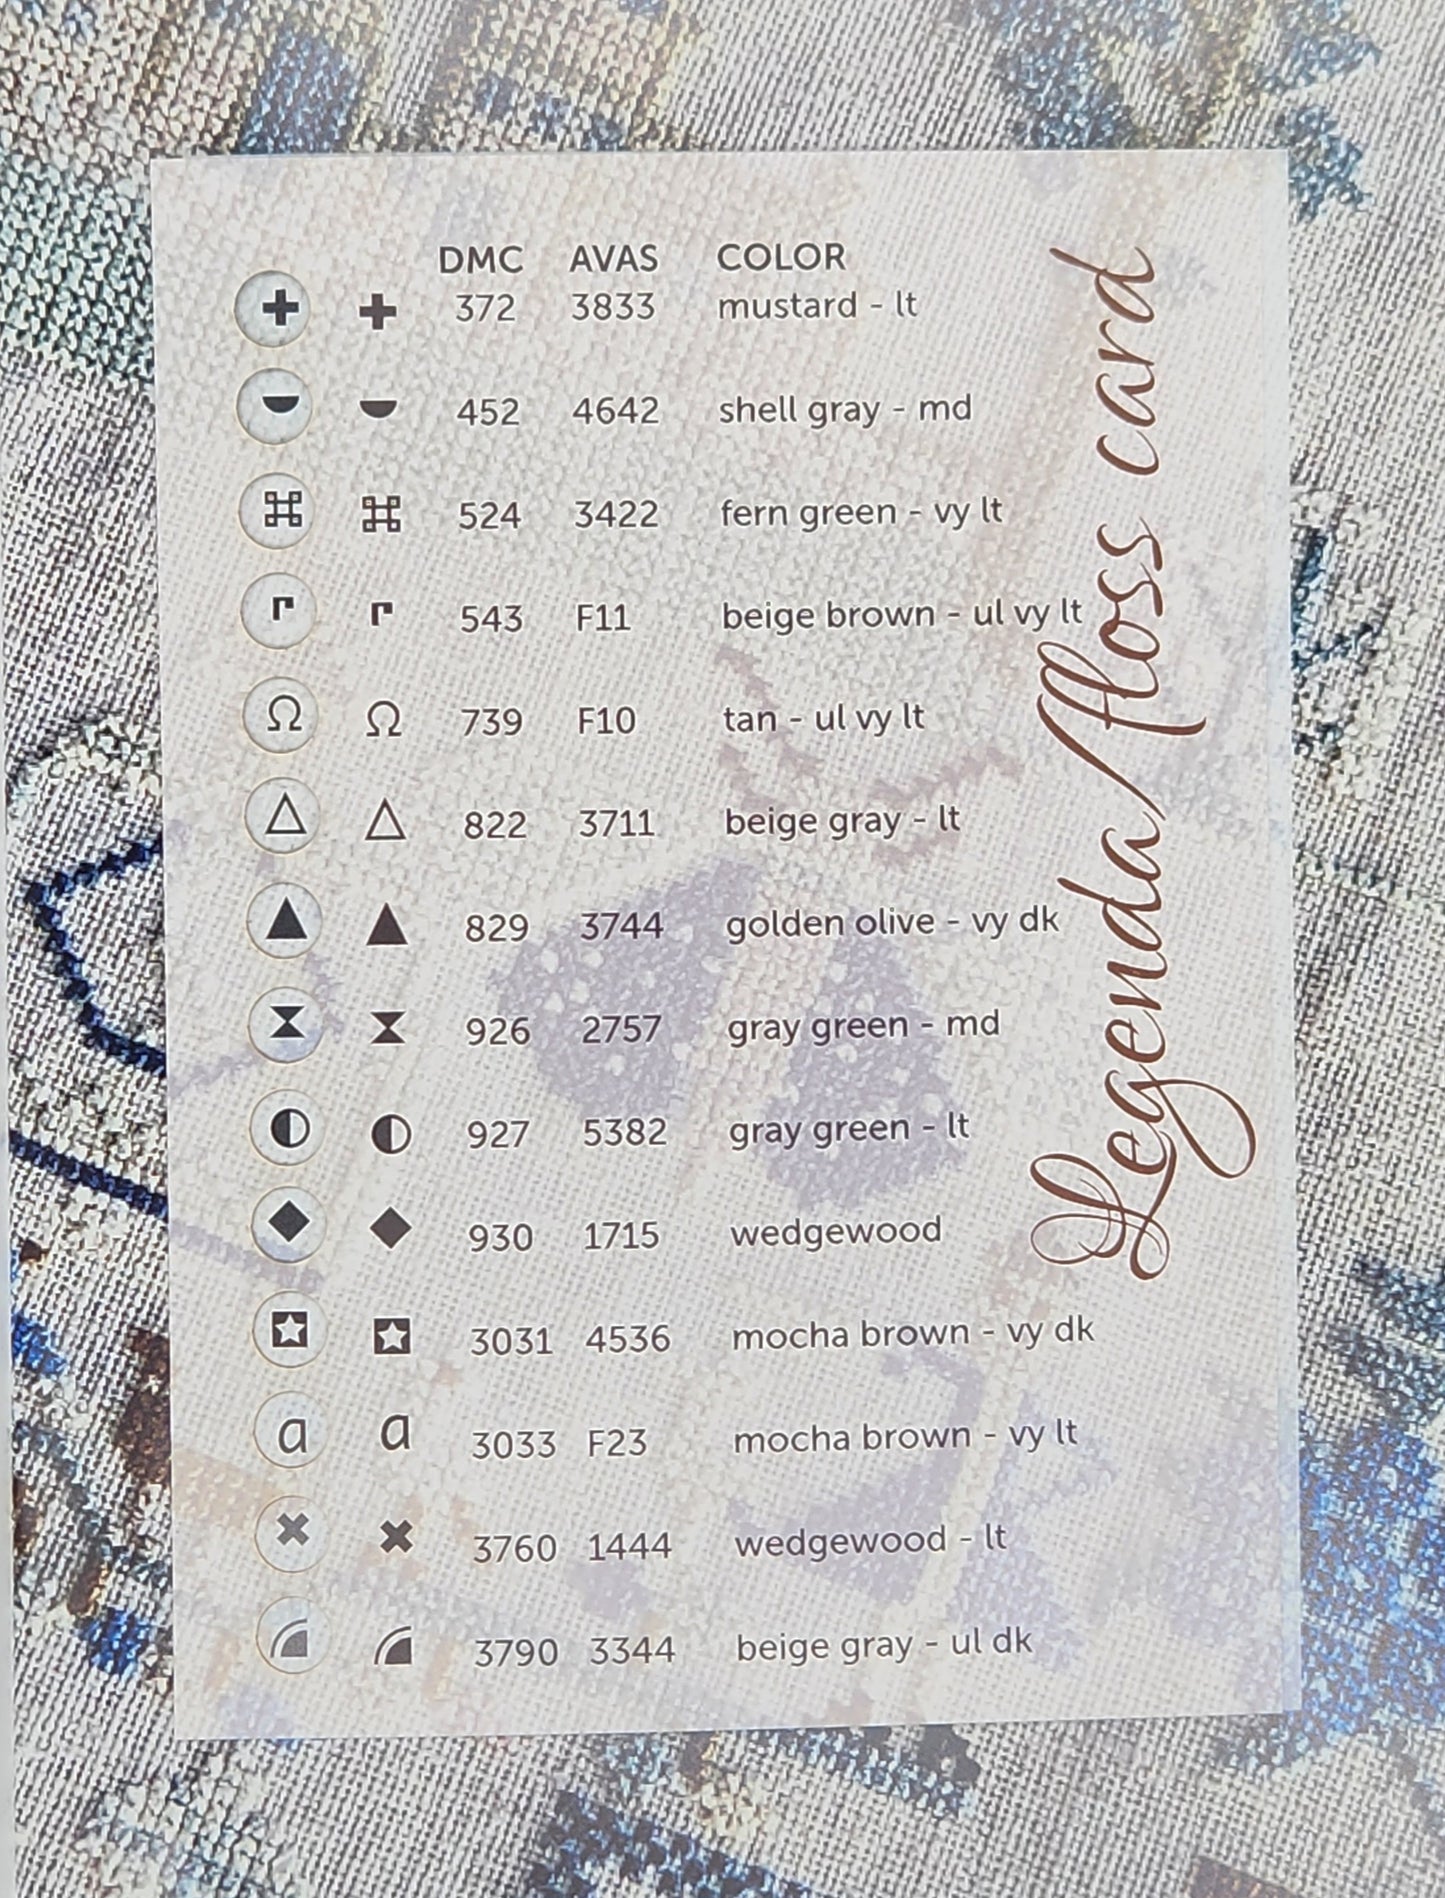 DMC AVAS COLOR
372 3833 mustard - lt
452 4642 shell gray - md
524 3422 fern green - vy lt
543 F11 beige brown - ul vy lt
Ω Ω 739 F10 tan - ul vy lt
822 3711 beige gray - lt
829 3744 golden olive - vy dk
926 2757 gray green - md
927 5382 gray green - lt
930 1715 wedgewood
3031 4536 mocha brown - vy dk
a a 3033 F23 mocha brown - vy lt
3760 1444 wedgewood - lt
3790 3344 beige gray - ul dk
Legenda/floss card